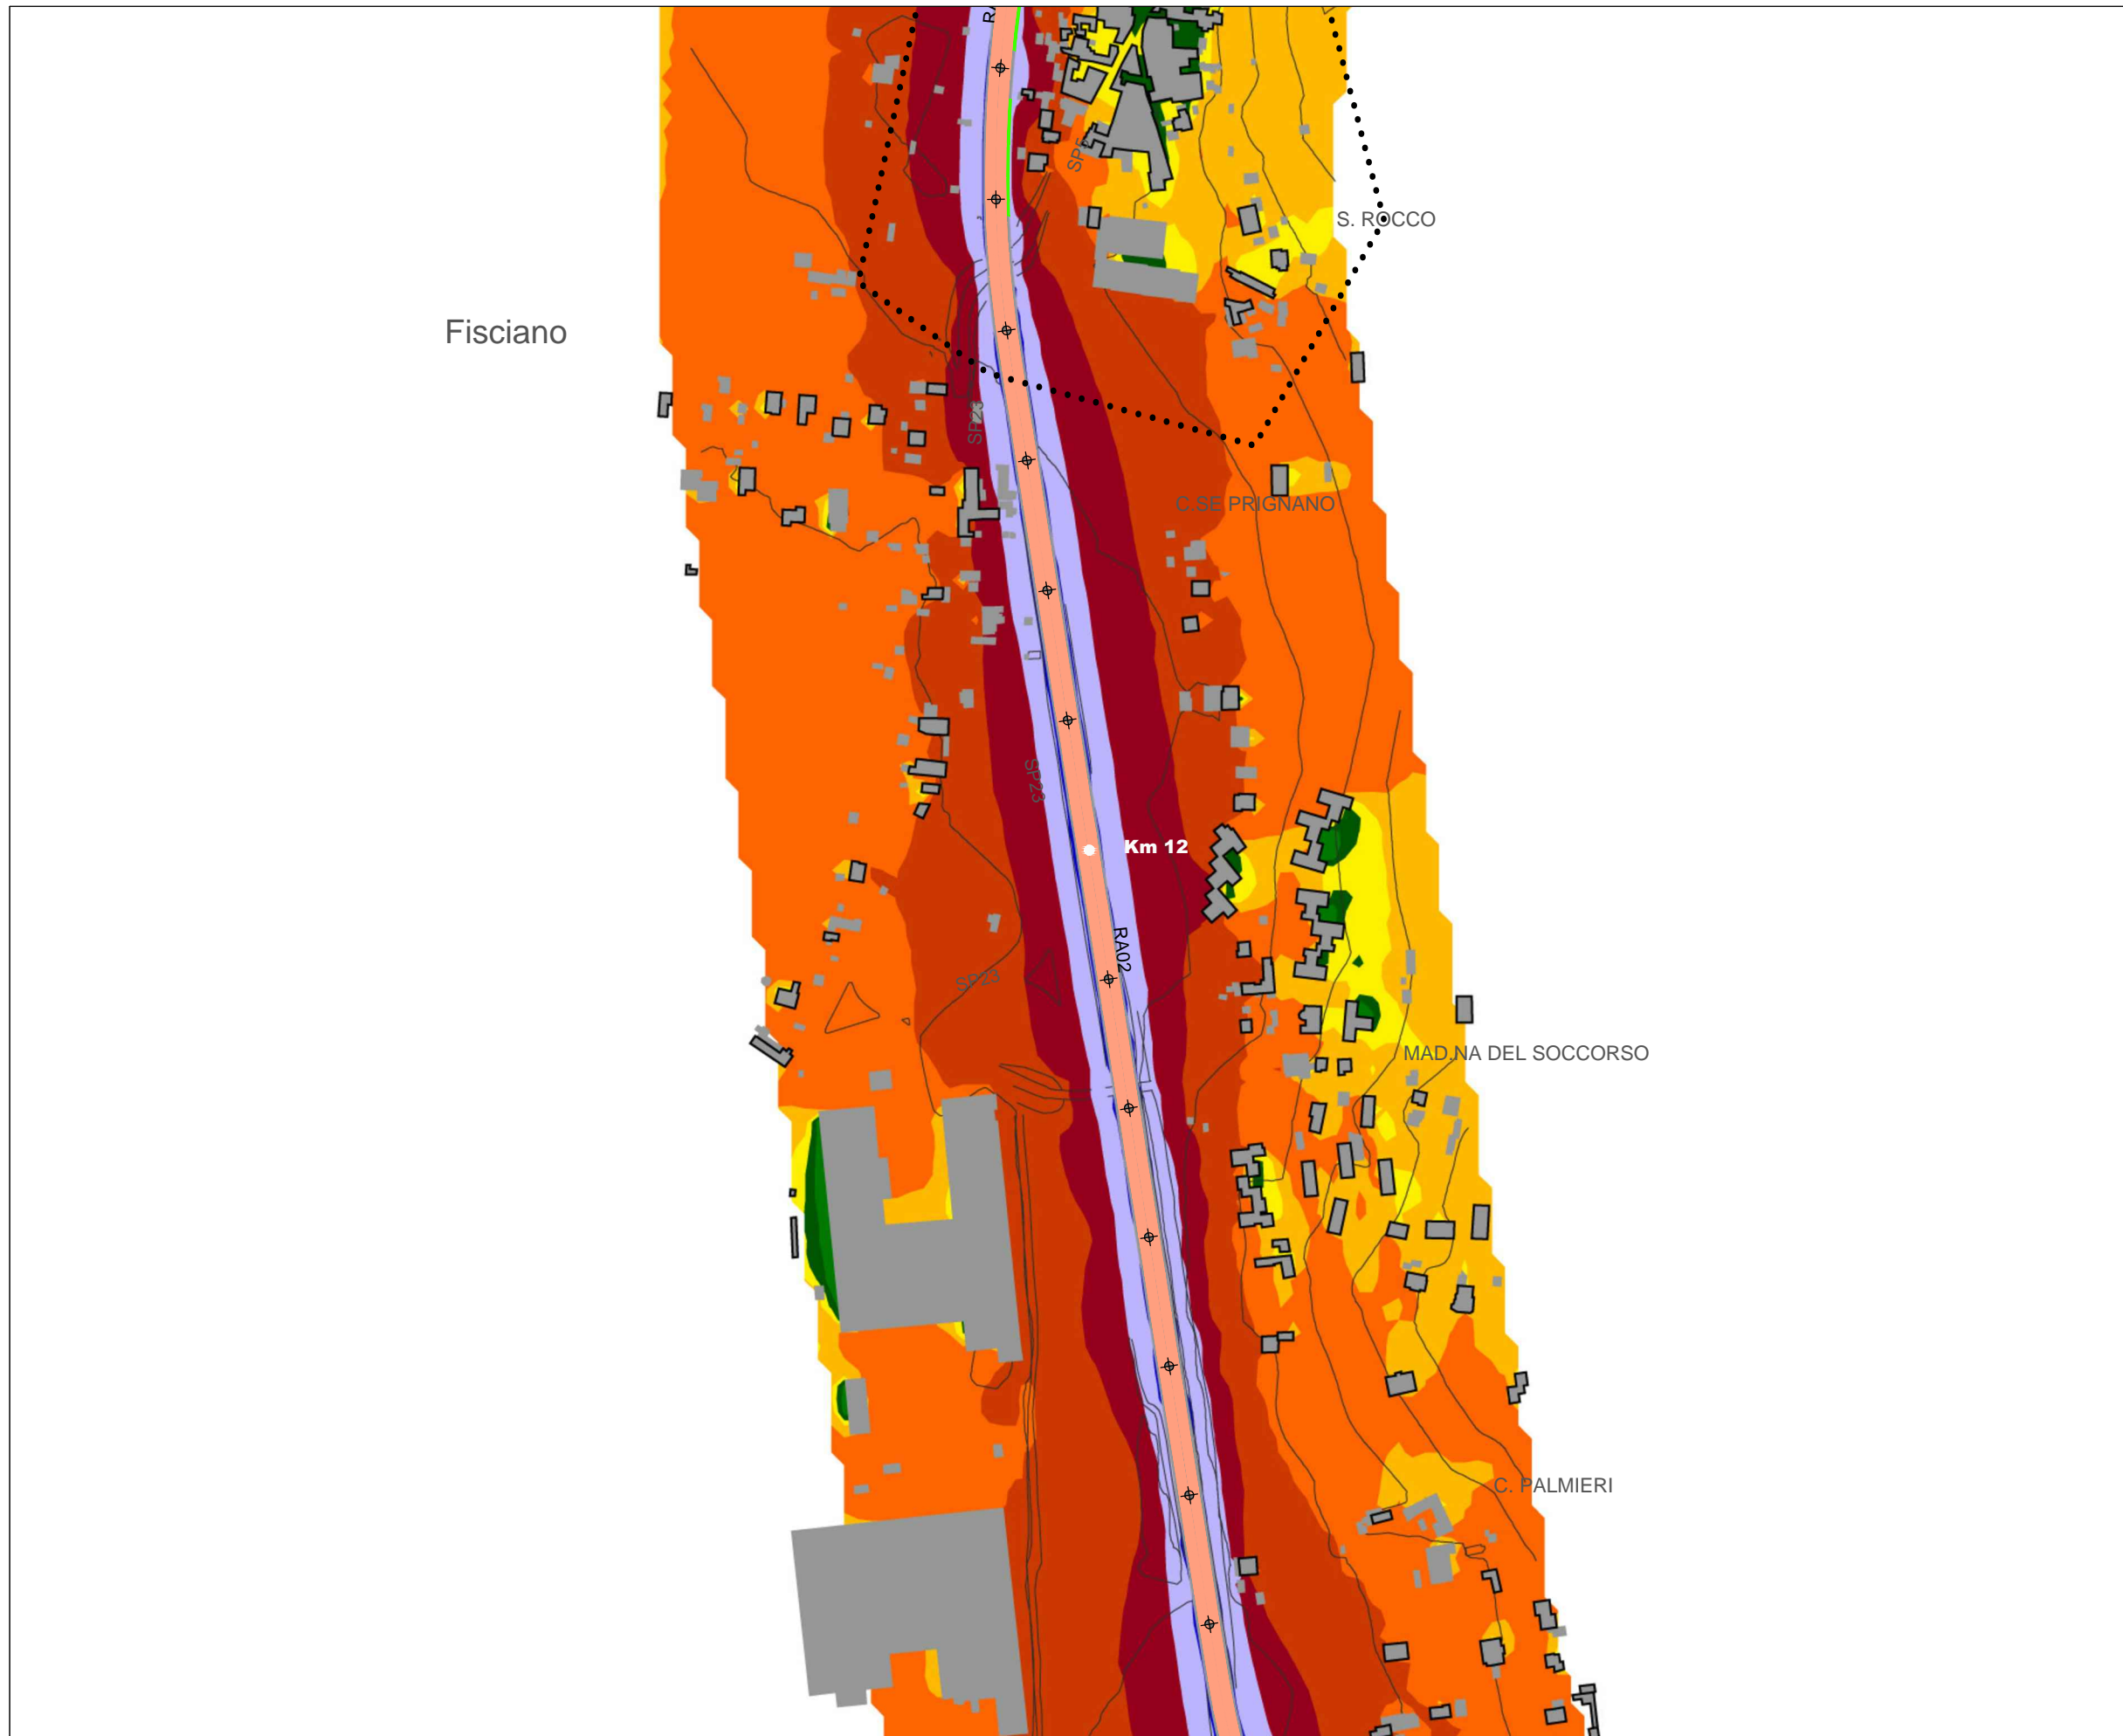 S. ROCCO
Fisciano
SP23
C.SE PRIGNANO
SP23
Km 12
RA02
SP23
MAD.NA DEL SOCCORSO
C. PALMIERI